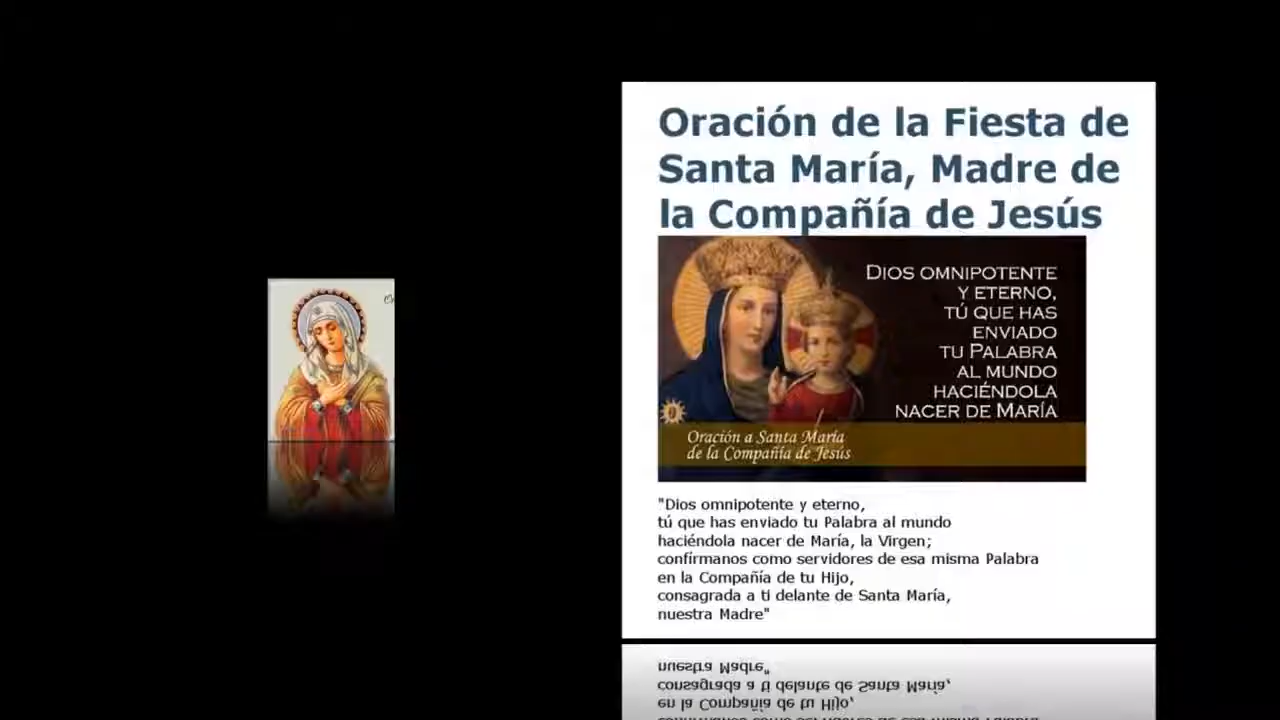 Oración de la Fiesta de
Santa María, Madre de
la Compañía de Jesús
DIOS OMNIPOTENTE
Y ETERNO,
TÚ QUE HAS
ENVIADO
TU PALABRA
AL MUNDO
HACIÉNDOLA
NACER DE MARÍA
Oración a Santa María
de la Compañía de Jesús
"Dios omnipotente y eterno,
tú que has enviado tu Palabra al mundo
haciéndola nacer de María, la Virgen;
confírmanos como servidores de esa misma Palabra
en la Compañía de tu Hijo,
consagrada a ti delante de Santa María,
nuestra Madre"